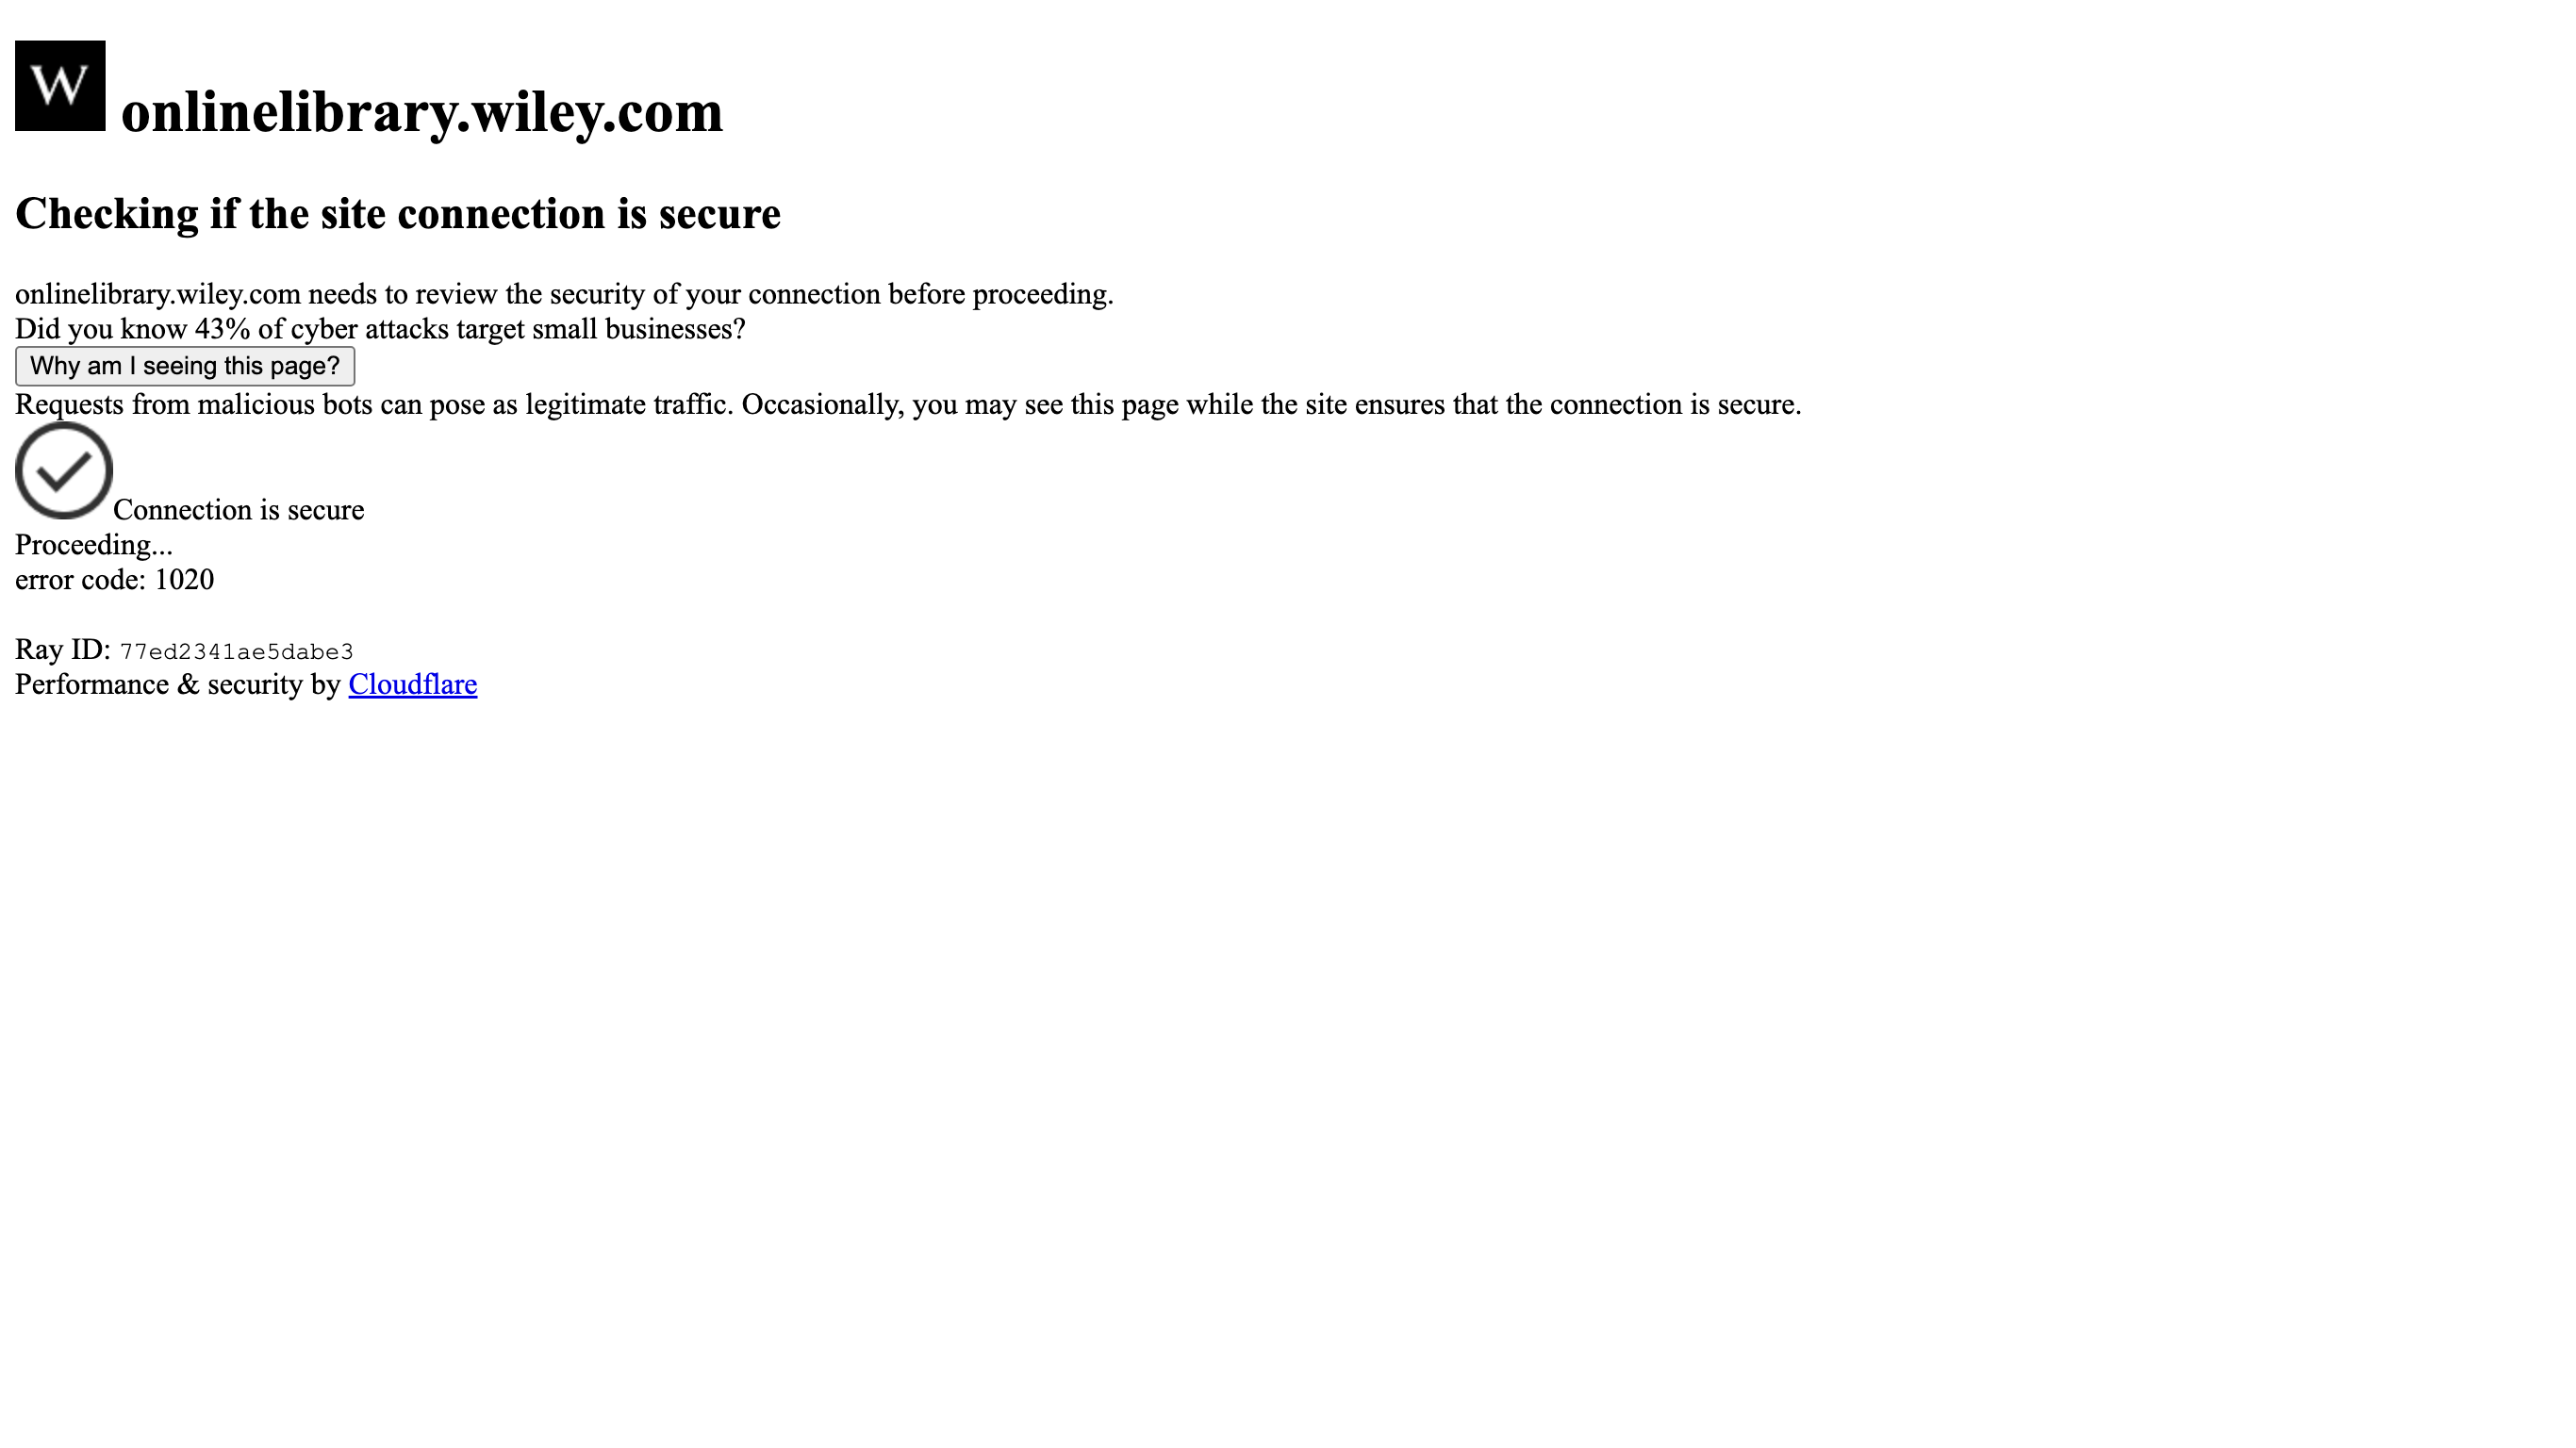 W onlinelibrary.wiley.com
Checking if the site connection is secure
onlinelibrary.wiley.com needs to review the security of your connection before proceeding.
Did you know 43% of cyber attacks target small businesses?
Why am I seeing this page?
Requests from malicious bots can pose as legitimate traffic. Occasionally, you may see this page while the site ensures that the connection is secure.
Connection is secure
Proceeding...
error code: 1020
Ray ID: 77ed2341ae5dabe3
Performance & security by Cloudflare